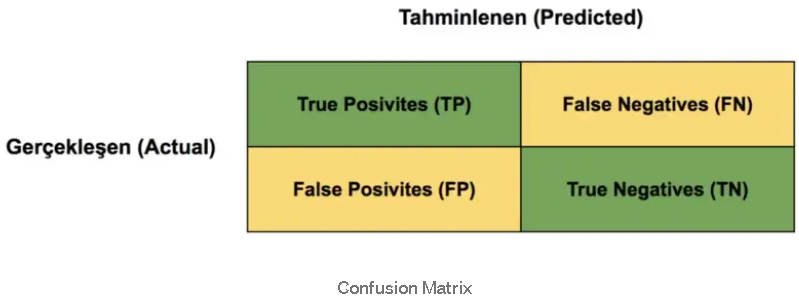 Tahminlenen (Predicted)
True Posivites (TP)
False Negatives (FN)
Gerçekleşen (Actual)
False Posivites (FP)
True Negatives (TN)
Confusion Matrix